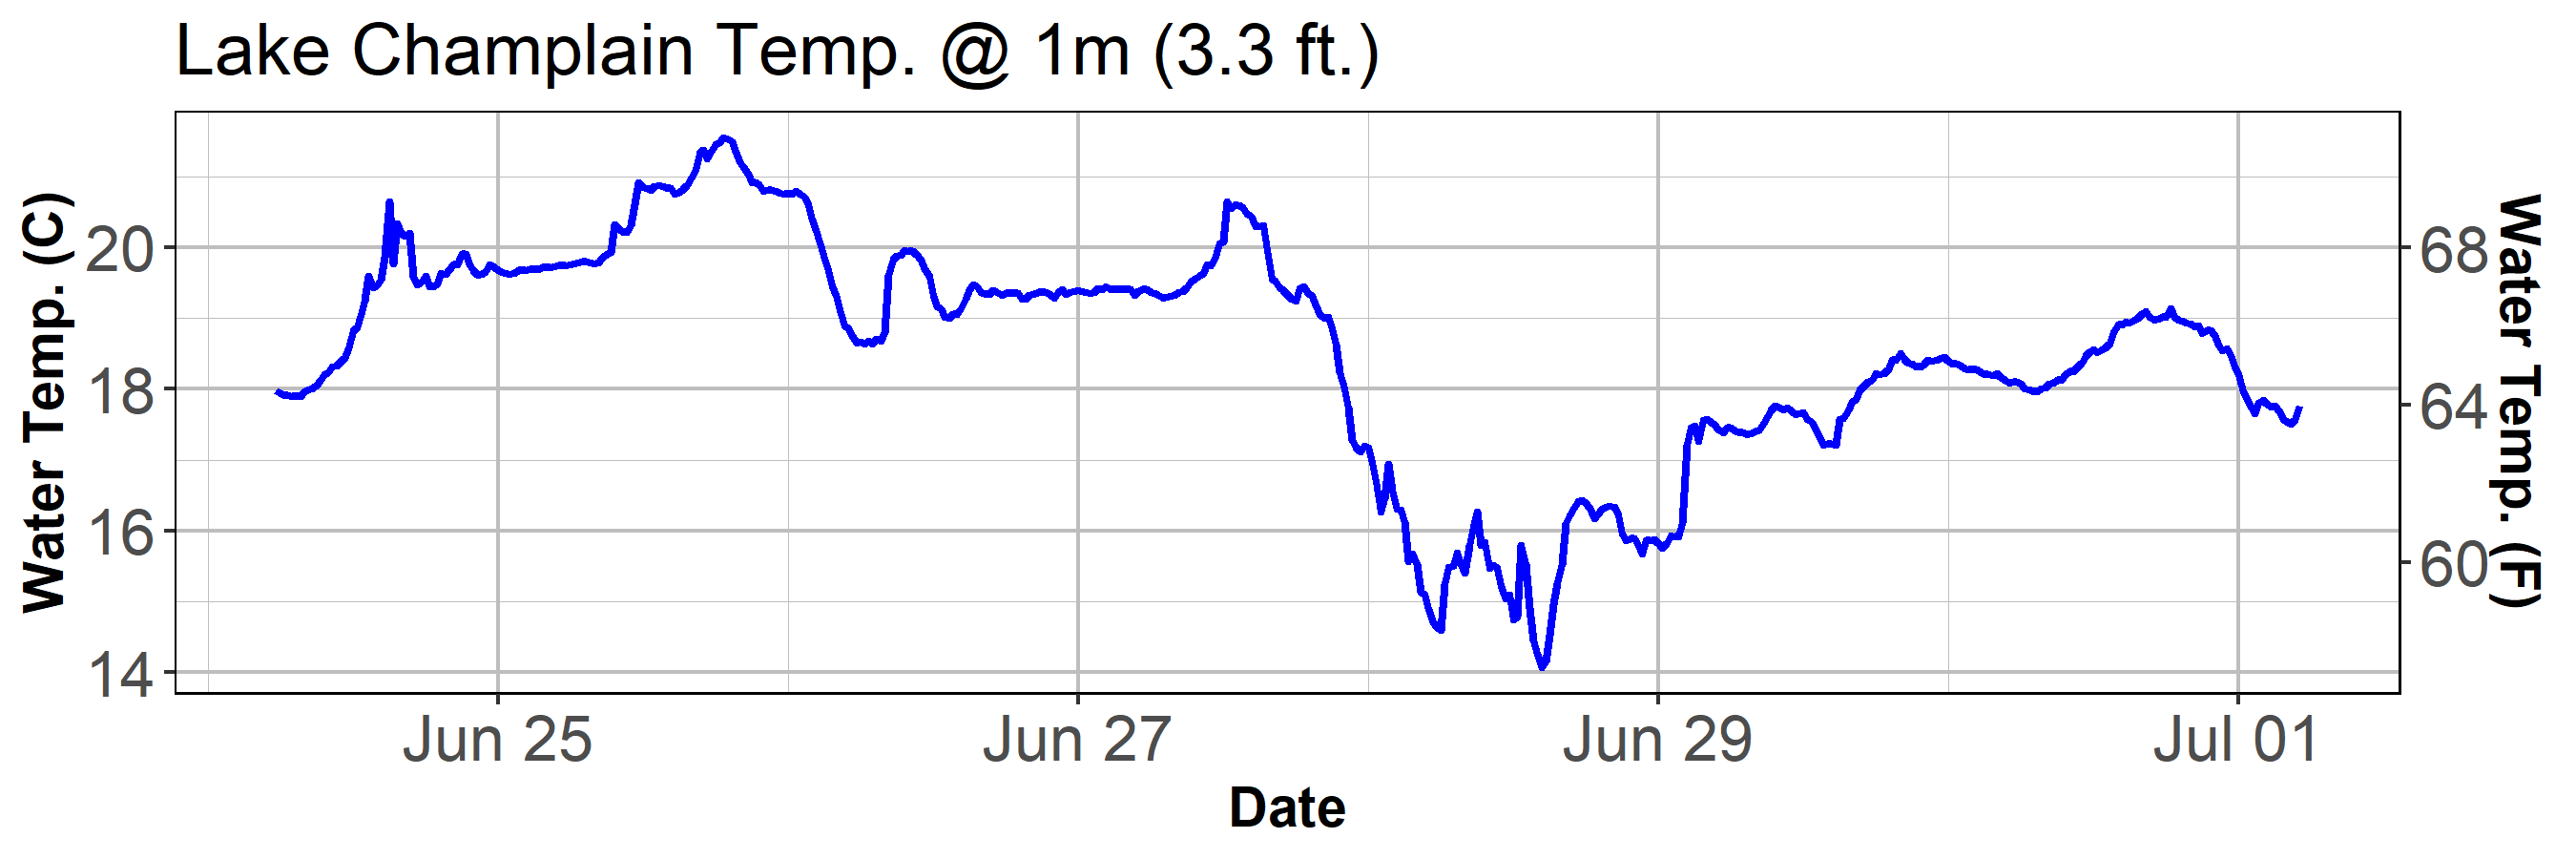 Lake Champlain Temp. @ 1m (3.3 ft.)
Water Temp. (C)
20
18
16
14
68
64
60
Water Temp. (F)
Jun 25 Jun 27 Jun 29 Jul 01
Date